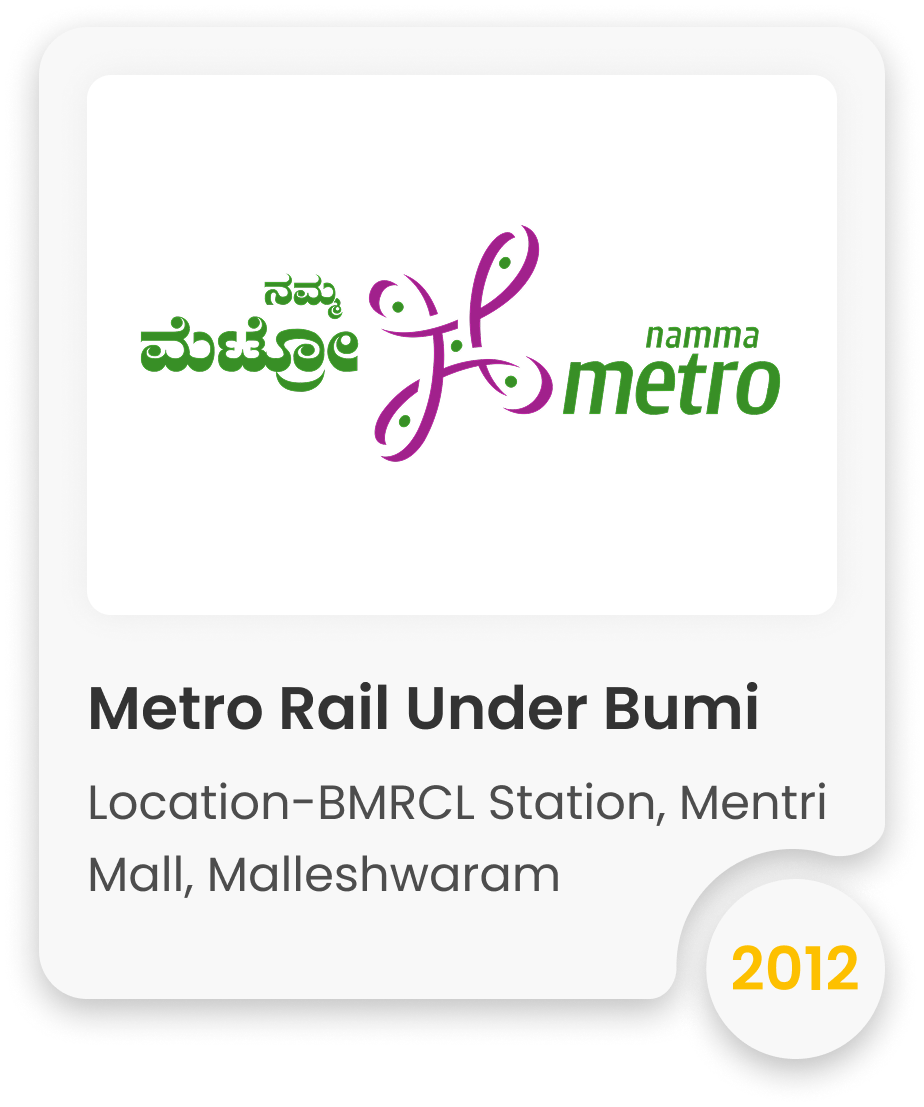 ನಮ್ಮ
ಮೆಟ್ರೋ
namma
metro
Metro Rail Under Bumi
Location-BMRCL Station, Mentri
Mall, Malleshwaram
2012